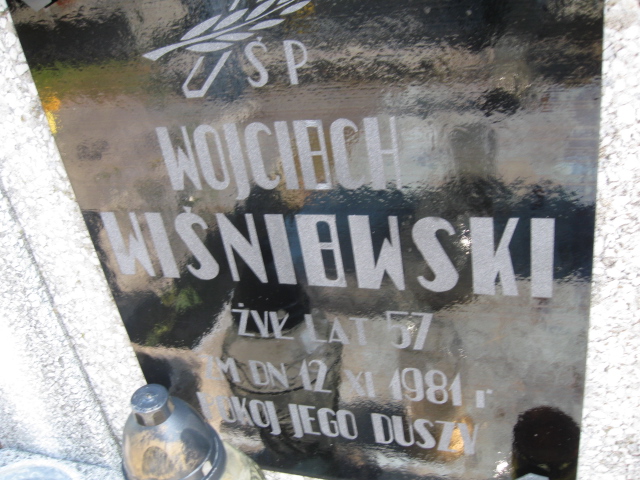 ŚP
WOJCIECH
WIŚNIEWSKI
ŻYŁ LAT 57
ZM DN 12 XI 1981 r
POKOJ JEGO DUSZY